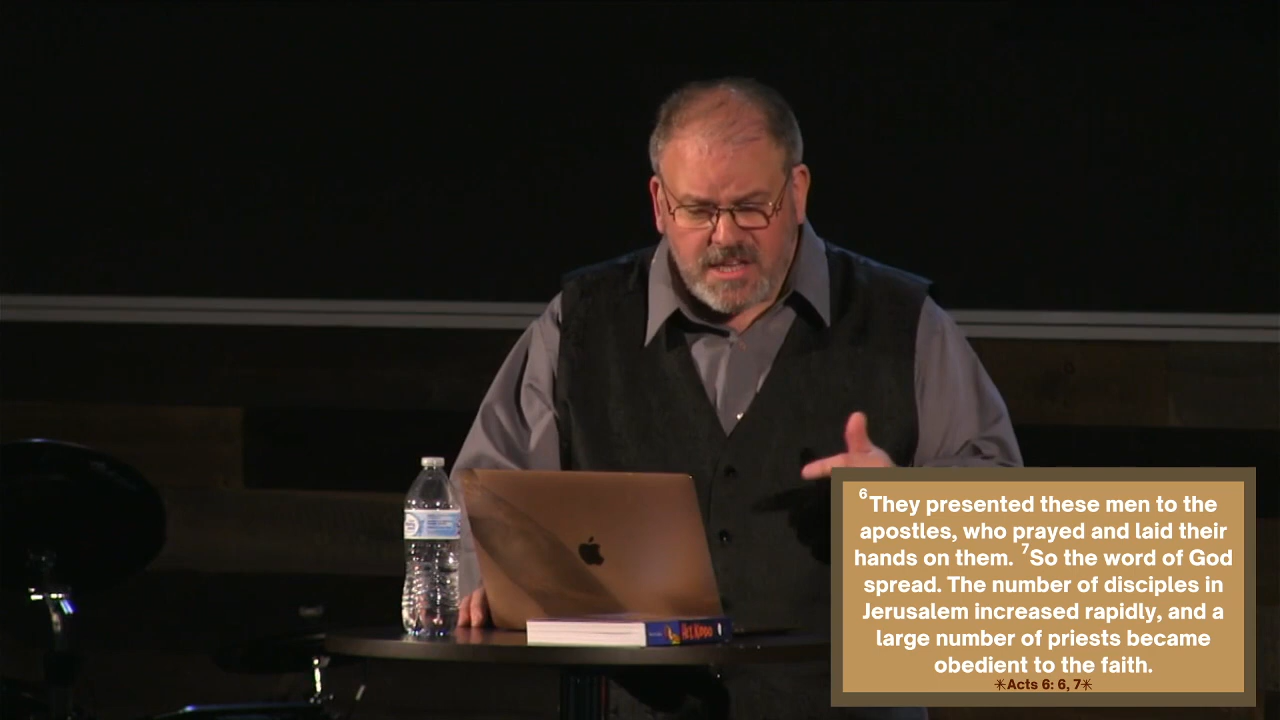 ⁶They presented these men to the
apostles, who prayed and laid their
hands on them. ⁷So the word of God
spread. The number of disciples in
Jerusalem increased rapidly, and a
large number of priests became
obedient to the faith.
✳Acts 6: 6, 7✳